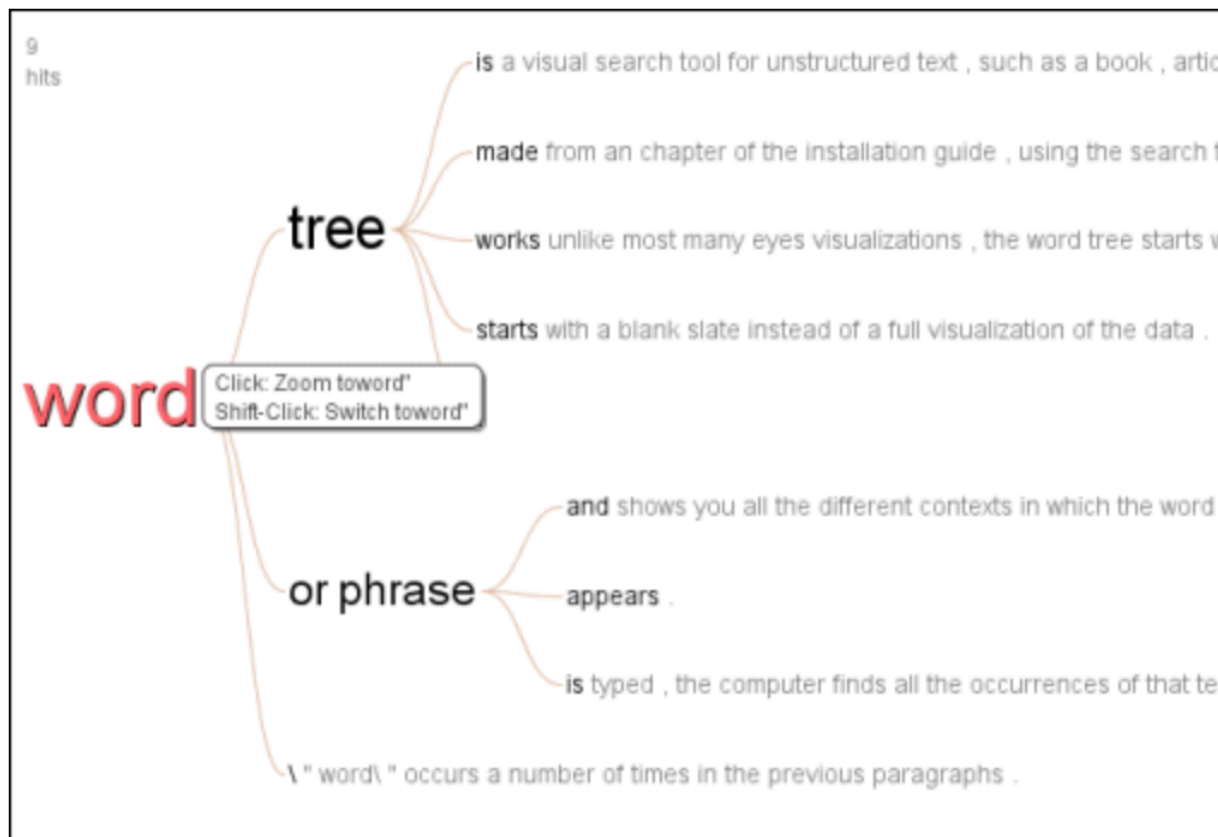 9
hits
is a visual search tool for unstructured text , such as a book , artic
made from an chapter of the installation guide , using the search
tree
works unlike most many eyes visualizations , the word tree starts
starts with a blank slate instead of a full visualization of the data .
word
Click: Zoom toword"
Shift-Click: Switch toword"
and shows you all the different contexts in which the word
or phrase
appears .
is typed , the computer finds all the occurrences of that te
\ " word\ " occurs a number of times in the previous paragraphs .